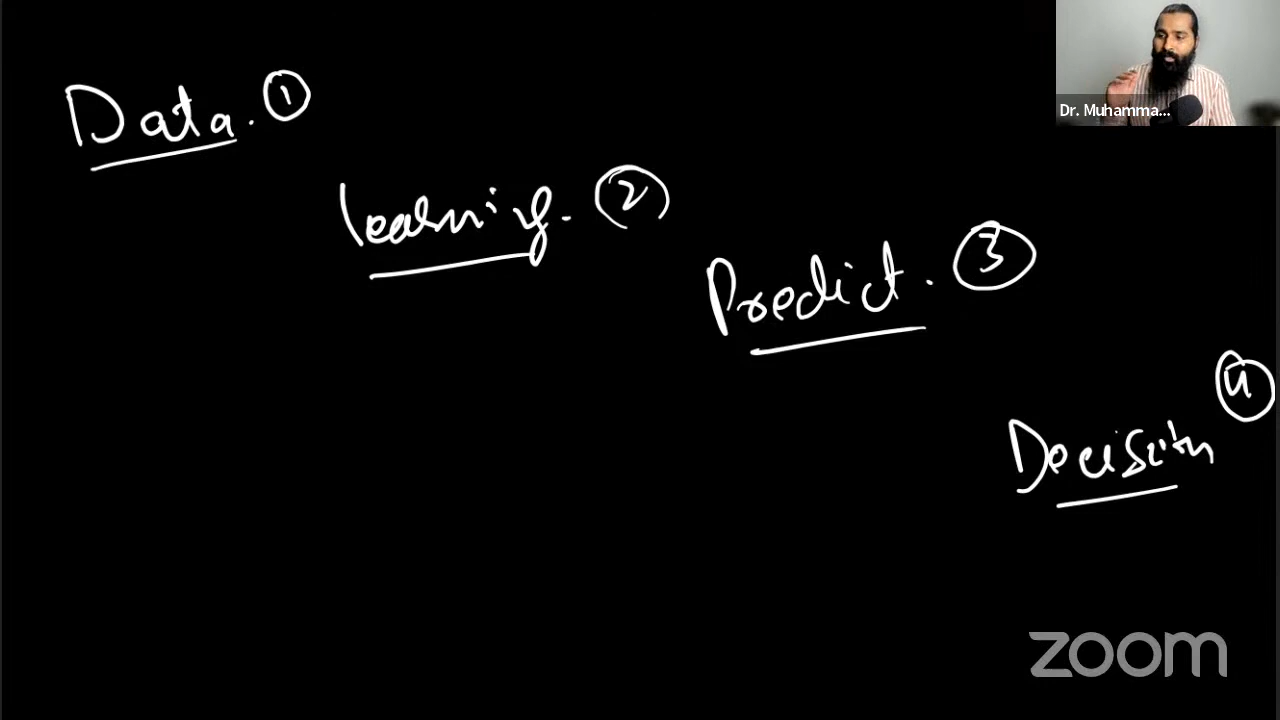 Dr. Muhamma...
Data. 1
learning. 2
Predict. 3
4
Decision
zoom